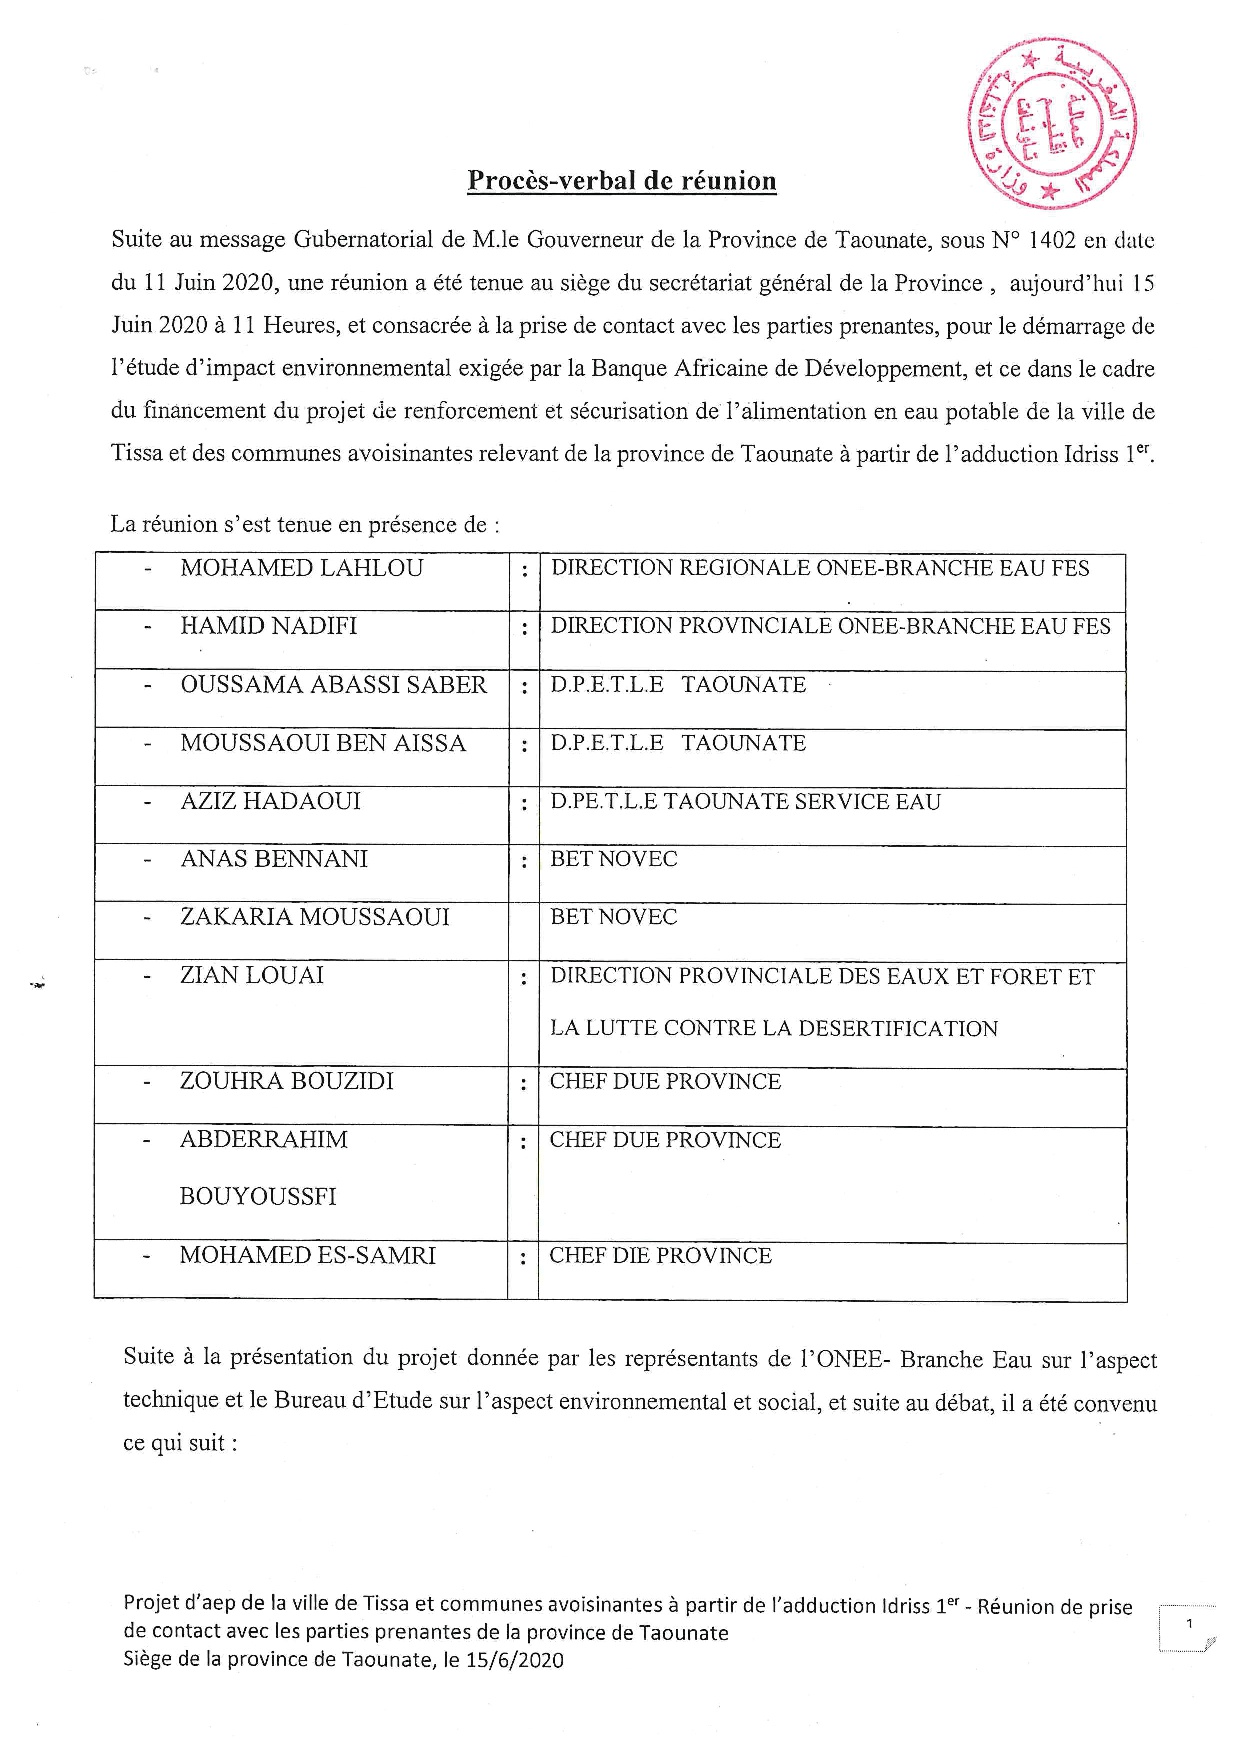 المملكة المغربية
وزارة الداخلية
Procès-verbal de réunion
Suite au message Gubernatorial de M.le Gouverneur de la Province de Taounate, sous N° 1402 en date
du 11 Juin 2020, une réunion a été tenue au siège du secrétariat général de la Province , aujourd’hui 15
Juin 2020 à 11 Heures, et consacrée à la prise de contact avec les parties prenantes, pour le démarrage de
l’étude d’impact environnemental exigée par la Banque Africaine de Développement, et ce dans le cadre
du financement du projet de renforcement et sécurisation de l’alimentation en eau potable de la ville de
Tissa et des communes avoisinantes relevant de la province de Taounate à partir de l’adduction Idriss 1er.
La réunion s’est tenue en présence de :
- MOHAMED LAHLOU : DIRECTION REGIONALE ONEE-BRANCHE EAU FES
- HAMID NADIFI : DIRECTION PROVINCIALE ONEE-BRANCHE EAU FES
- OUSSAMA ABASSI SABER : D.P.E.T.L.E TAOUNATE
- MOUSSAOUI BEN AISSA : D.P.E.T.L.E TAOUNATE
- AZIZ HADAOUI : D.PE.T.L.E TAOUNATE SERVICE EAU
- ANAS BENNANI : BET NOVEC
- ZAKARIA MOUSSAOUI BET NOVEC
- ZIAN LOUAI : DIRECTION PROVINCIALE DES EAUX ET FORET ET
LA LUTTE CONTRE LA DESERTIFICATION
- ZOUHRA BOUZIDI : CHEF DUE PROVINCE
- ABDERRAHIM : CHEF DUE PROVINCE
BOUYOUSSFI
- MOHAMED ES-SAMRI : CHEF DIE PROVINCE
Suite à la présentation du projet donnée par les représentants de l’ONEE- Branche Eau sur l’aspect
technique et le Bureau d’Etude sur l’aspect environnemental et social, et suite au débat, il a été convenu
ce qui suit :
Projet d’aep de la ville de Tissa et communes avoisinantes à partir de l’adduction Idriss 1er - Réunion de prise
de contact avec les parties prenantes de la province de Taounate
Siège de la province de Taounate, le 15/6/2020
1